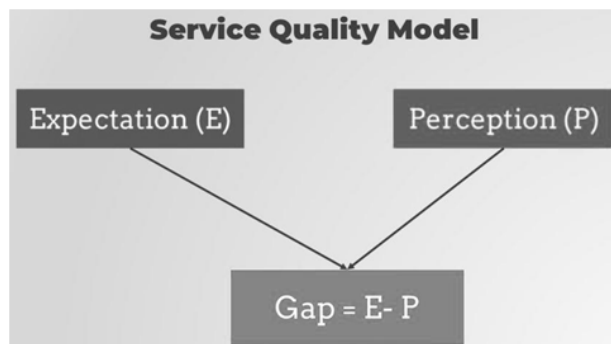 Service Quality Model
Expectation (E)
Perception (P)
Gap = E- P